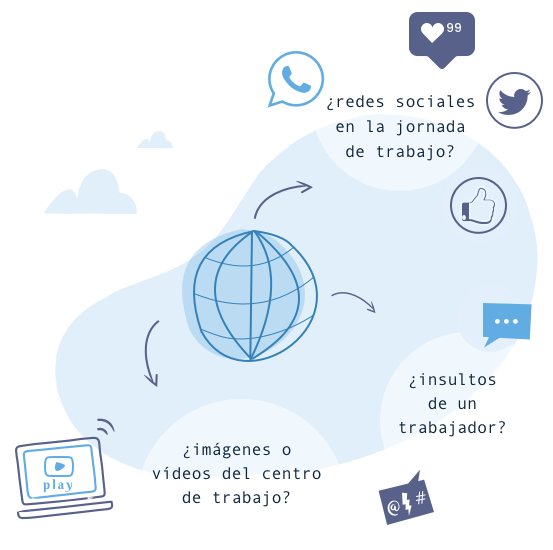 99
¿redes sociales
en la jornada
de trabajo?
¿insultos
de un
trabajador?
¿imágenes o
vídeos del centro
de trabajo?
play
@ #